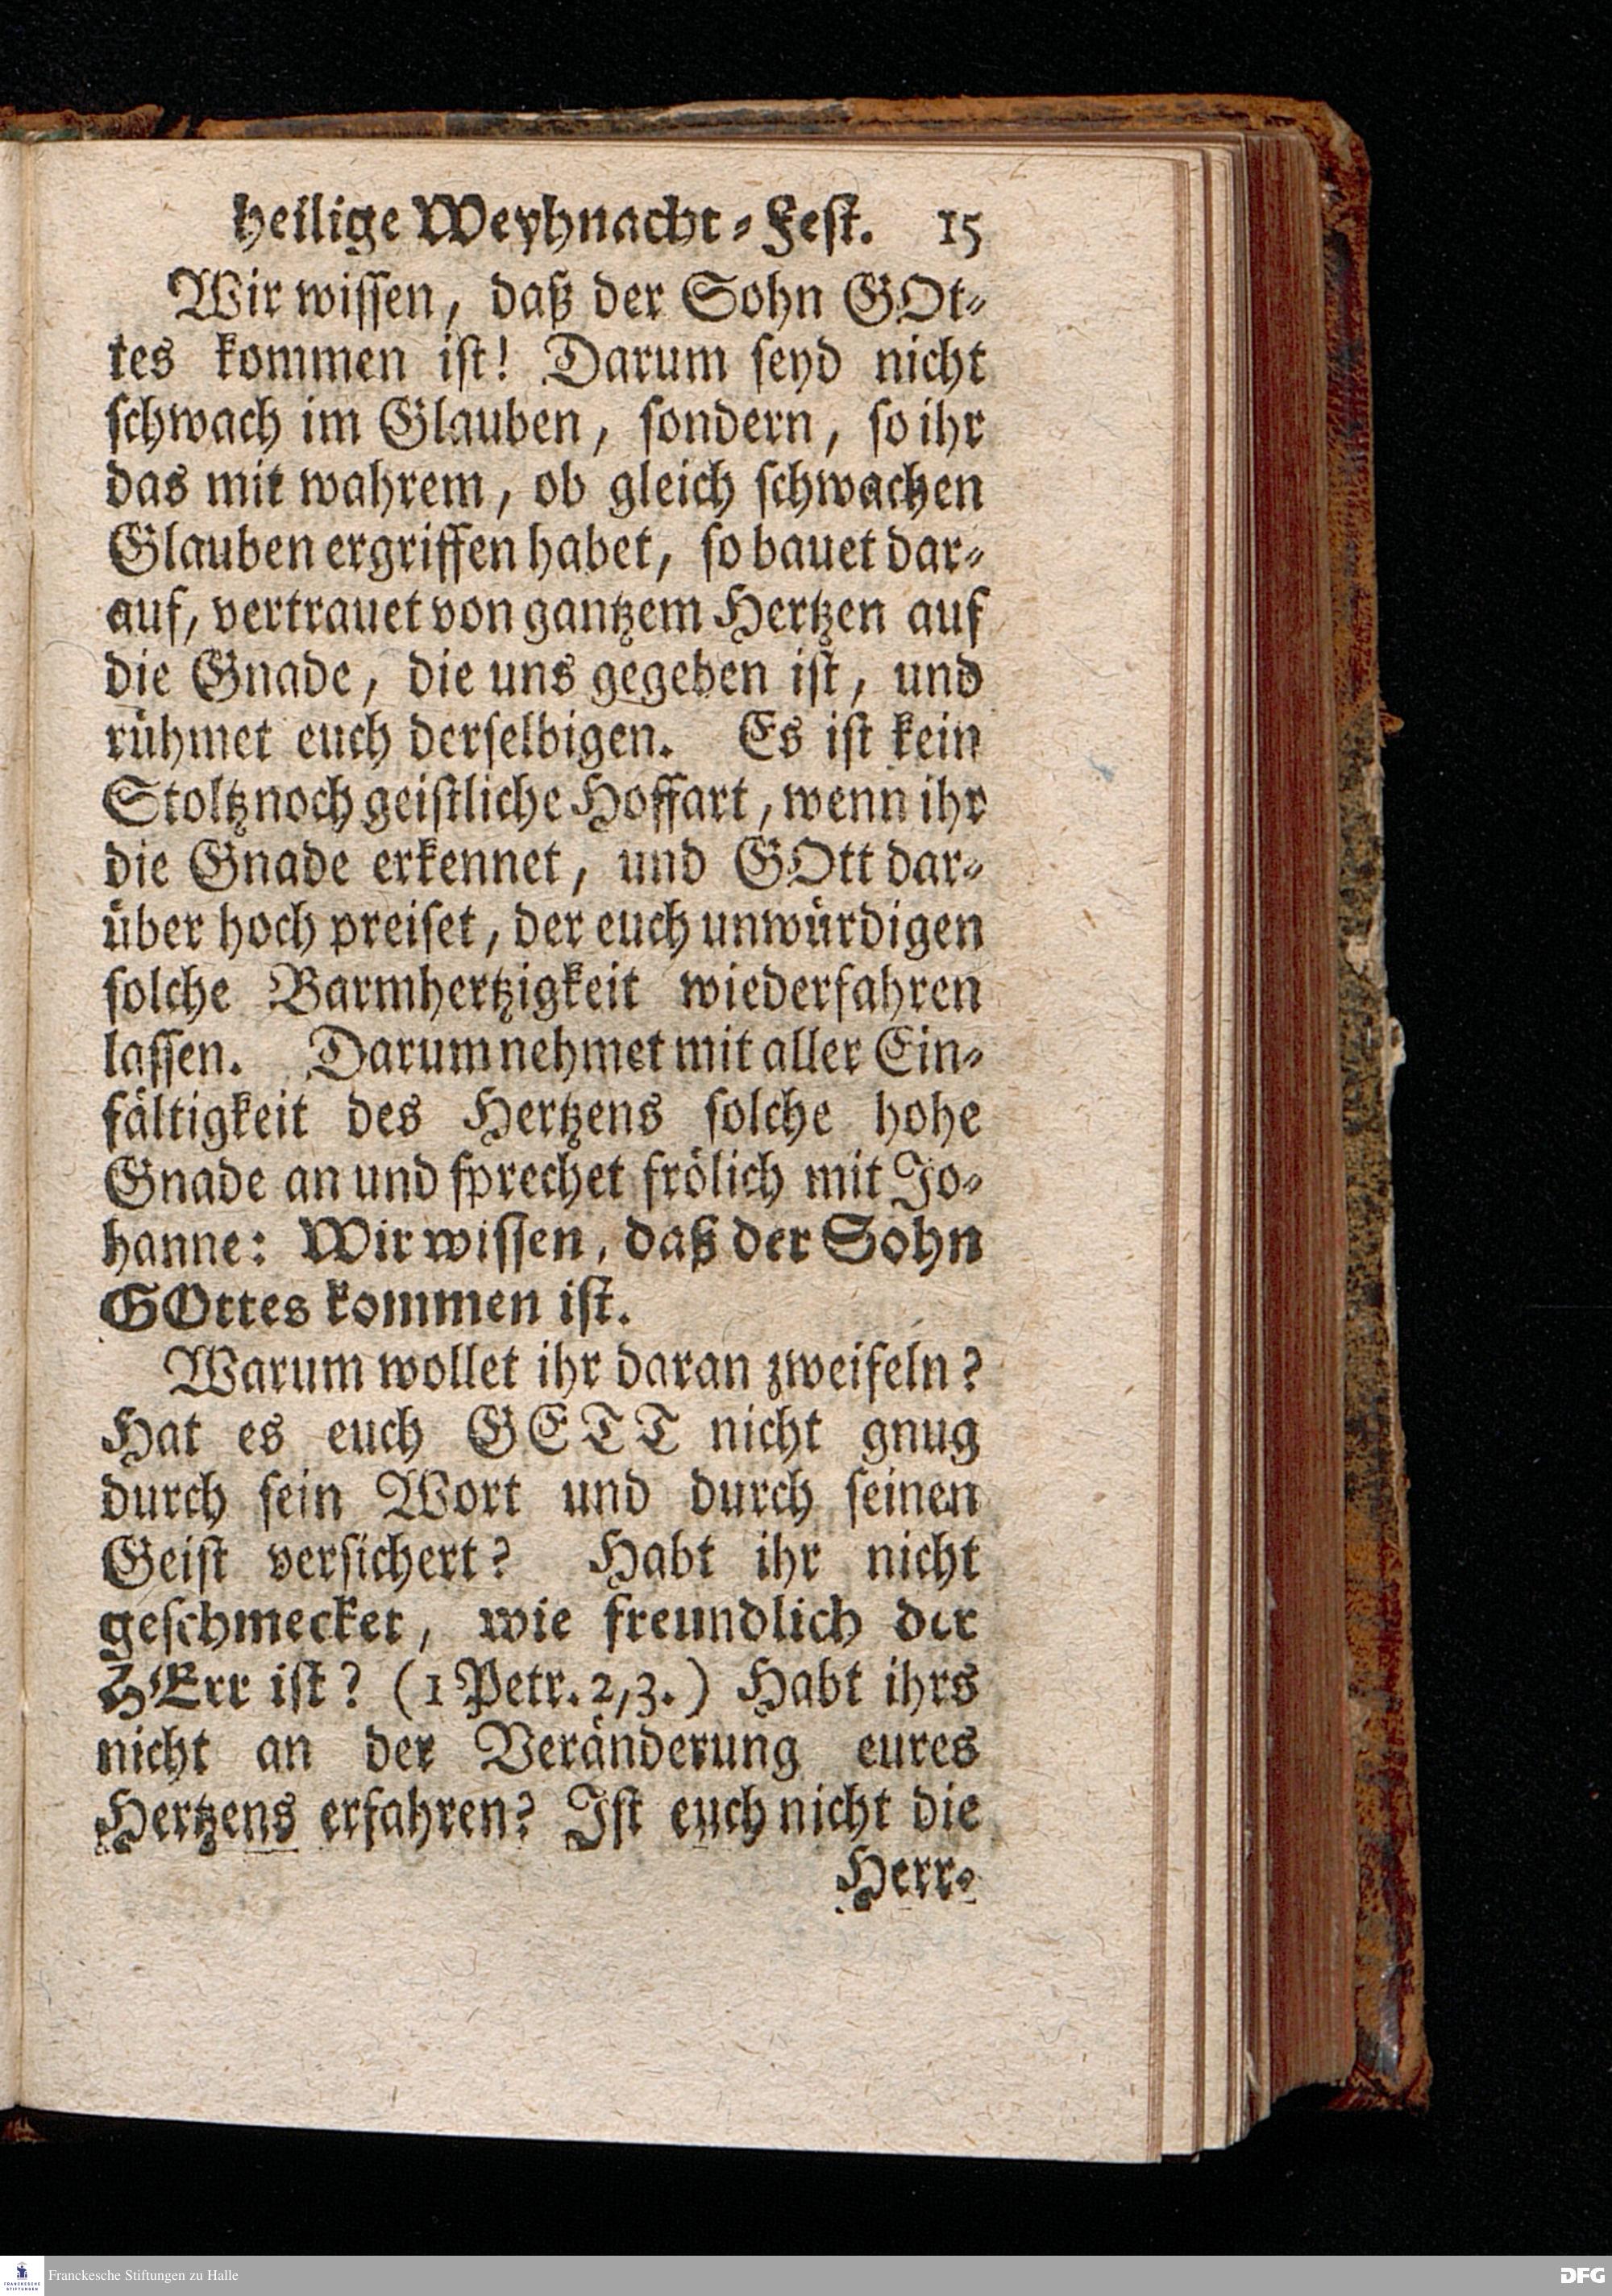 heilige Weyhnacht-Fest. 15
Wir wissen, daß der Sohn GOt-
tes kommen ist! Darum seyd nicht
schwach im Glauben, sondern, so ihr
das mit wahrem, ob gleich schwachen
Glauben ergriffen habet, so bauet dar-
auf, vertrauet von gantzem Hertzen auf
die Gnade, die uns gegeben ist, und
rühmet euch derselbigen. Es ist kein
Stoltz noch geistliche Hoffart, wenn ihr
die Gnade erkennet, und GOtt dar-
über hoch preiset, der euch unwürdigen
solche Barmhertzigkeit wiederfahren
lassen. Darum nehmet mit aller Ein-
fältigkeit des Hertzens solche hohe
Gnade an und sprechet frölich mit Jo-
hanne: Wir wissen, daß der Sohn
GOttes kommen ist.
Warum wollet ihr daran zweifeln?
Hat es euch GETT nicht gnug
durch sein Wort und durch seinen
Geist versichert? Habt ihr nicht
geschmecket, wie freundlich der
HErr ist? (1 Petr. 2,3.) Habt ihrs
nicht an der Veränderung eures
Hertzens erfahren? Ist euch nicht die
Herr-
Franckesche Stiftungen zu Halle
DFG